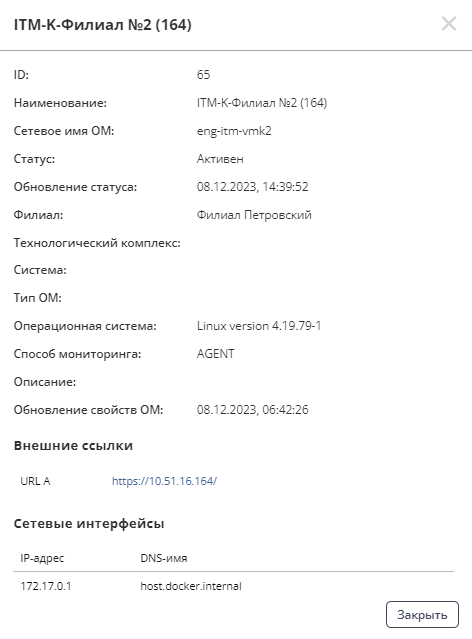 ITM-K-Филиал №2 (164)
ID: 65
Наименование: ITM-K-Филиал №2 (164)
Сетевое имя ОМ: eng-itm-vmk2
Статус: Активен
Обновление статуса: 08.12.2023, 14:39:52
Филиал: Филиал Петровский
Технологический комплекс:
Система:
Тип ОМ:
Операционная система: Linux version 4.19.79-1
Способ мониторинга: AGENT
Описание:
Обновление свойств ОМ: 08.12.2023, 06:42:26
Внешние ссылки
URL A https://10.51.16.164/
Сетевые интерфейсы
IP-адрес DNS-имя
172.17.0.1 host.docker.internal
Закрыть